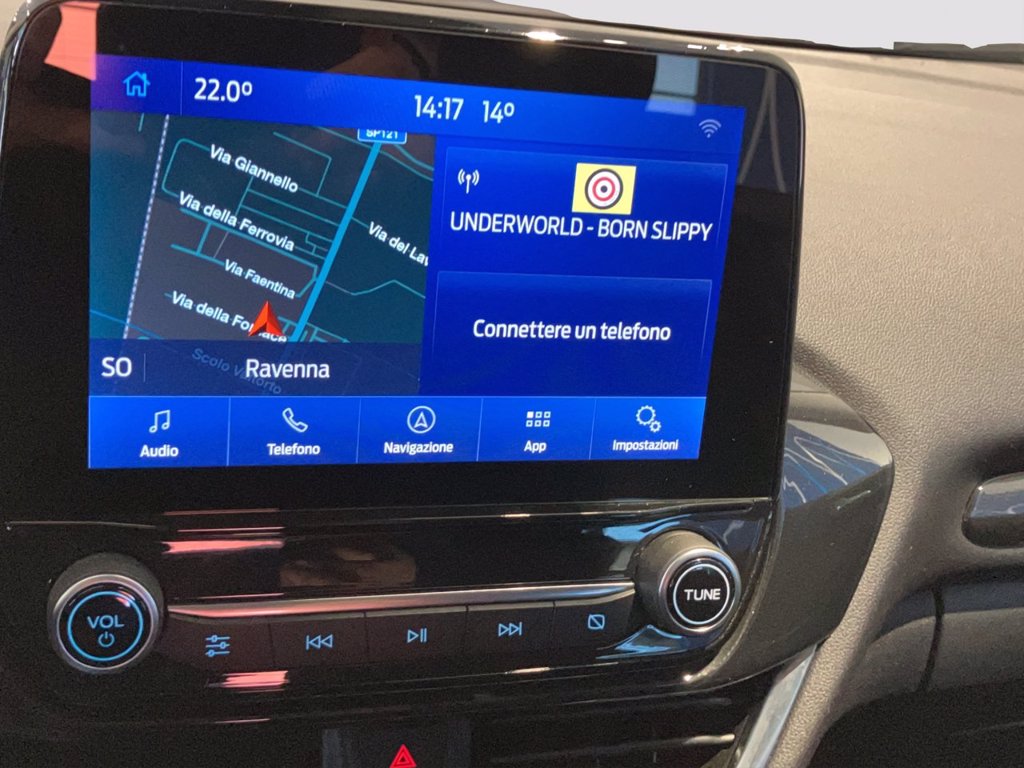 22.0°
14:17 14°
SP121
Via Giannello
Via della Ferrovia
Via del Lav
Via Faentina
Via della Fornace
Scolo
SO
Ravenna
UNDERWORLD - BORN SLIPPY
Connettere un telefono
Audio
Telefono
Navigazione
App
Impostazioni
VOL
TUNE